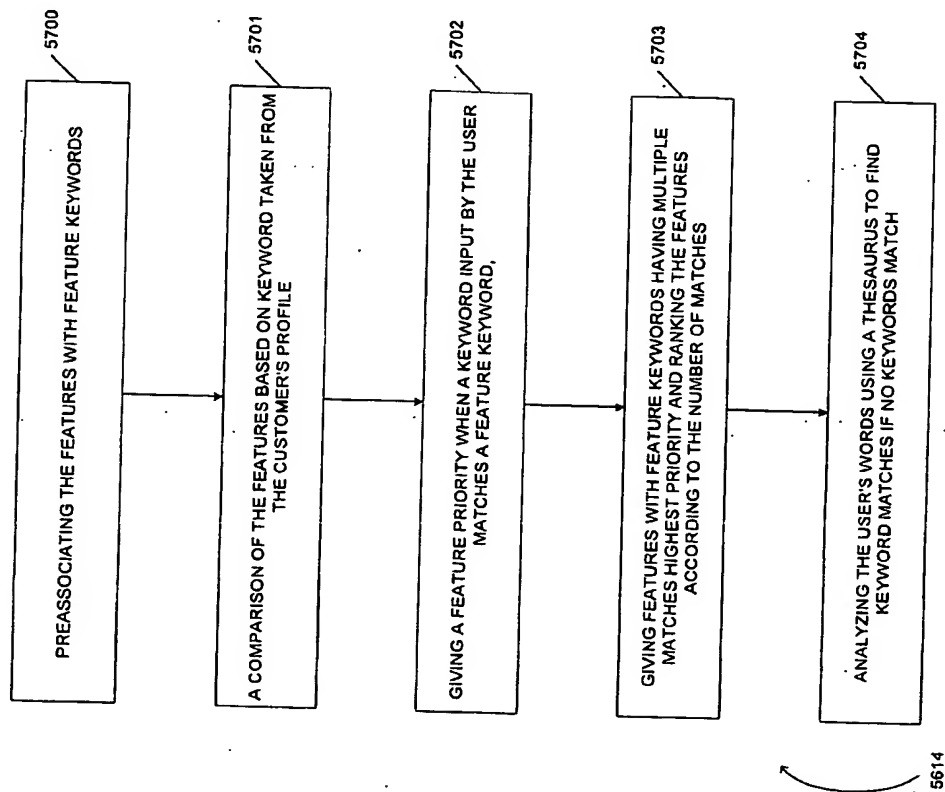 5700
PREASSOCIATING THE FEATURES WITH FEATURE KEYWORDS
5701
A COMPARISON OF THE FEATURES BASED ON KEYWORD TAKEN FROM
THE CUSTOMER'S PROFILE
5702
GIVING A FEATURE PRIORITY WHEN A KEYWORD INPUT BY THE USER
MATCHES A FEATURE KEYWORD,
5703
GIVING FEATURES WITH FEATURE KEYWORDS HAVING MULTIPLE
MATCHES HIGHEST PRIORITY AND RANKING THE FEATURES
ACCORDING TO THE NUMBER OF MATCHES
5704
ANALYZING THE USER'S WORDS USING A THESAURUS TO FIND
KEYWORD MATCHES IF NO KEYWORDS MATCH
5614